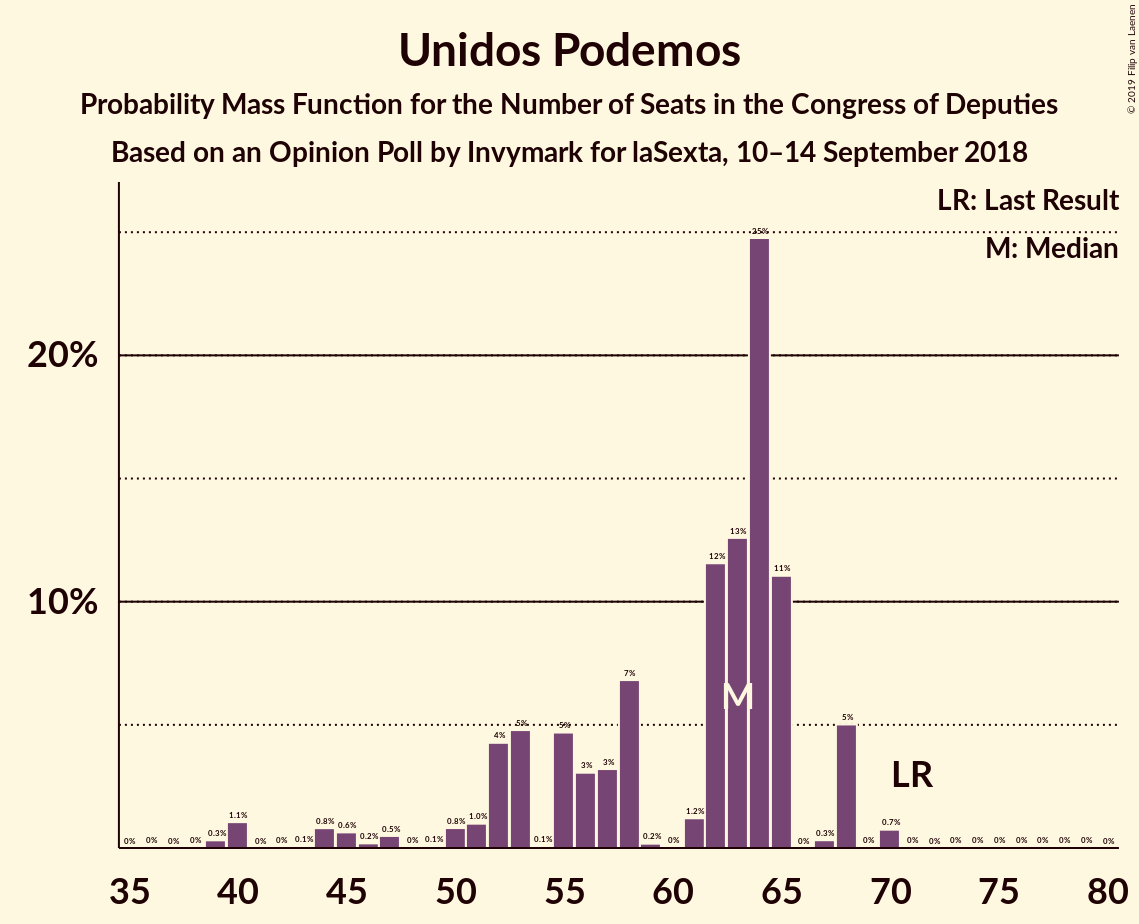 Unidos Podemos
Probability Mass Function for the Number of Seats in the Congress of Deputies
Based on an Opinion Poll by Invymark for laSexta, 10–14 September 2018
© 2019 Filip van Laenen
LR: Last Result
M: Median
20%
10%
0% 0% 0% 0% 0.3% 1.1% 0% 0% 0.1% 0.8% 0.6% 0.2% 0.5% 0% 0.1% 0.8% 1.0% 4% 5% 0.1% 5% 3% 3% 7% 0.2% 0% 1.2% 12% 13% 25% 11% 0% 0.3% 5% 0% 0.7% 0% 0% 0% 0% 0% 0% 0% 0% 0% 0%
M
LR
35 40 45 50 55 60 65 70 75 80